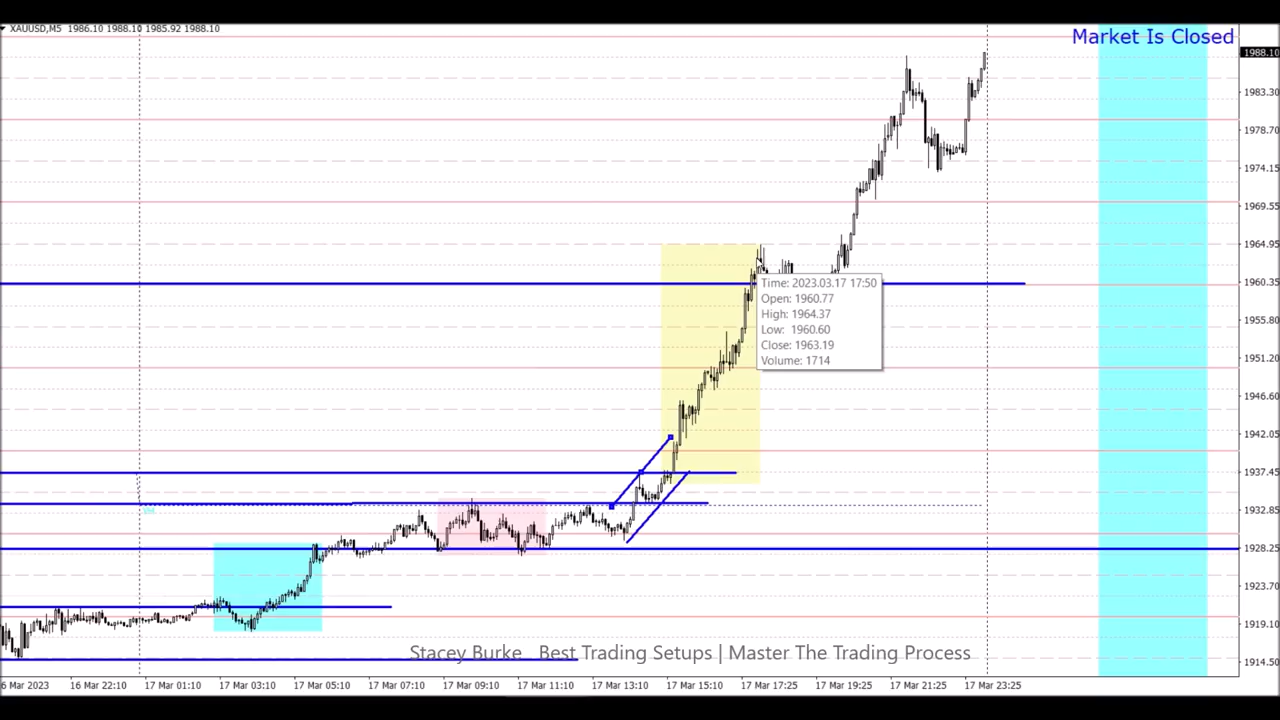 XAUUSD,M5 1986.10 1988.10 1985.92 1988.10
Market Is Closed
1988.10
1983.30
1978.70
1974.15
1969.55
1964.95
1960.35
1955.80
1951.20
1946.60
1942.05
1937.45
1932.85
1928.25
1923.70
1919.10
1914.50
Time: 2023.03.17 17:50
Open: 1960.77
High: 1964.37
Low: 1960.60
Close: 1963.19
Volume: 1714
Stacey Burke Best Trading Setups | Master The Trading Process
6 Mar 2023
16 Mar 22:10
17 Mar 01:10
17 Mar 03:10
17 Mar 05:10
17 Mar 07:10
17 Mar 09:10
17 Mar 11:10
17 Mar 13:10
17 Mar 15:10
17 Mar 17:25
17 Mar 19:25
17 Mar 21:25
17 Mar 23:25